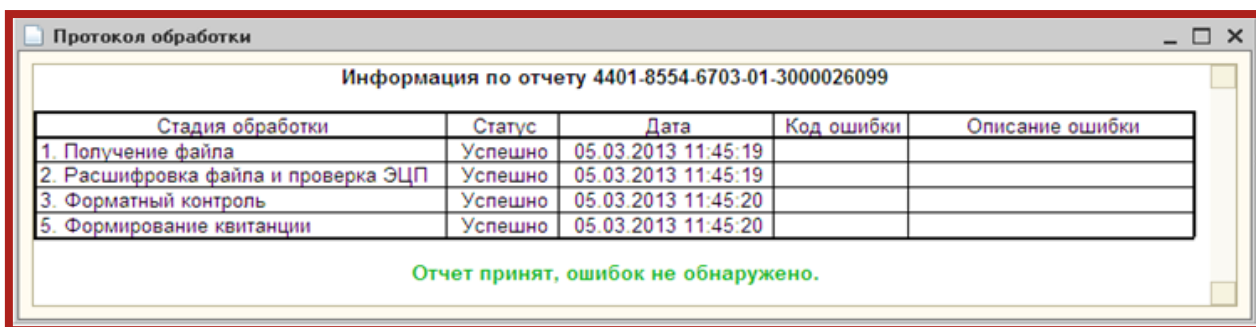 Протокол обработки
Информация по отчету 4401-8554-6703-01-3000026099
Стадия обработки Статус Дата Код ошибки Описание ошибки
1. Получение файла Успешно 05.03.2013 11:45:19
2. Расшифровка файла и проверка ЭЦП Успешно 05.03.2013 11:45:19
3. Форматный контроль Успешно 05.03.2013 11:45:20
5. Формирование квитанции Успешно 05.03.2013 11:45:20
Отчет принят, ошибок не обнаружено.